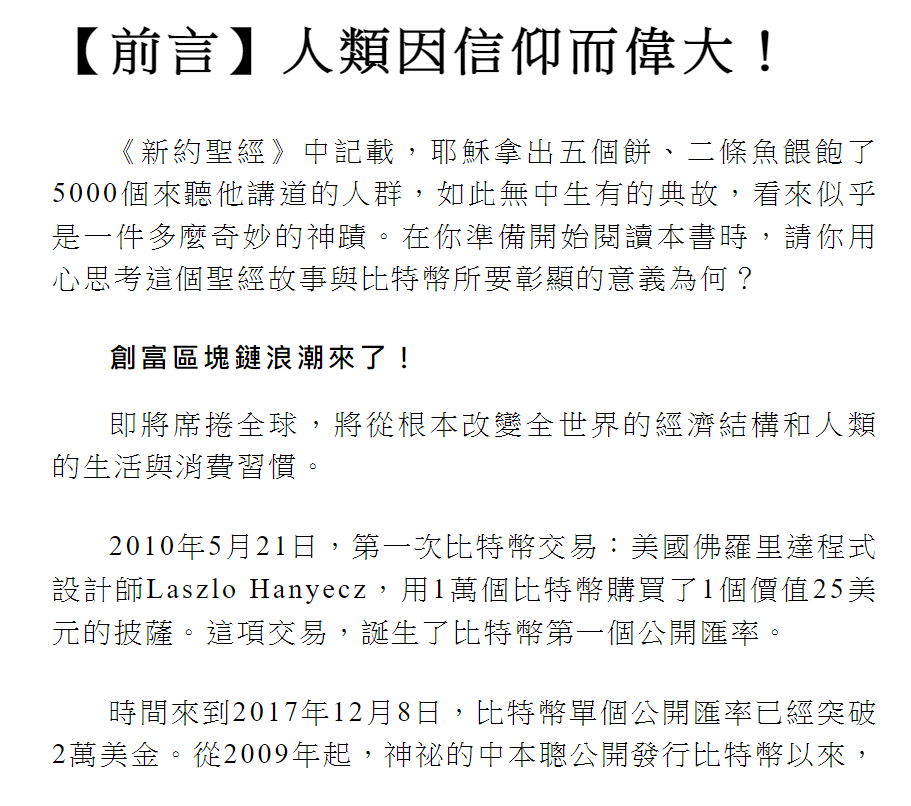 【前言】人類因信仰而偉大！
《新約聖經》中記載，耶穌拿出五個餅、二條魚餵飽了
5000個來聽他講道的人群，如此無中生有的典故，看來似乎
是一件多麼奇妙的神蹟。在你準備開始閱讀本書時，請你用
心思考這個聖經故事與比特幣所要彰顯的意義為何？
創富區塊鏈浪潮來了！
即將席捲全球，將從根本改變全世界的經濟結構和人類
的生活與消費習慣。
2010年5月21日，第一次比特幣交易：美國佛羅里達程式
設計師Laszlo Hanyecz，用1萬個比特幣購買了1個價值25美
元的披薩。這項交易，誕生了比特幣第一個公開匯率。
時間來到2017年12月8日，比特幣單個公開匯率已經突破
2萬美金。從2009年起，神祕的中本聰公開發行比特幣以來，